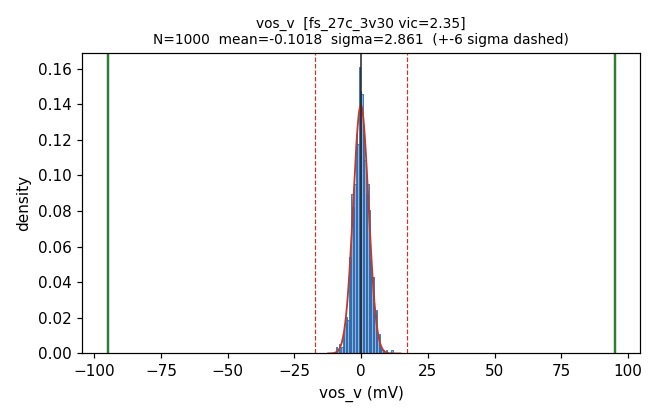 vos_v  [fs_27c_3v30 vic=2.35]
N=1000  mean=-0.1018  sigma=2.861  (+-6 sigma dashed)
0.16
0.14
0.12
0.10
0.08
0.06
0.04
0.02
0.00
density
−100 −75 −50 −25 0 25 50 75 100
vos_v (mV)